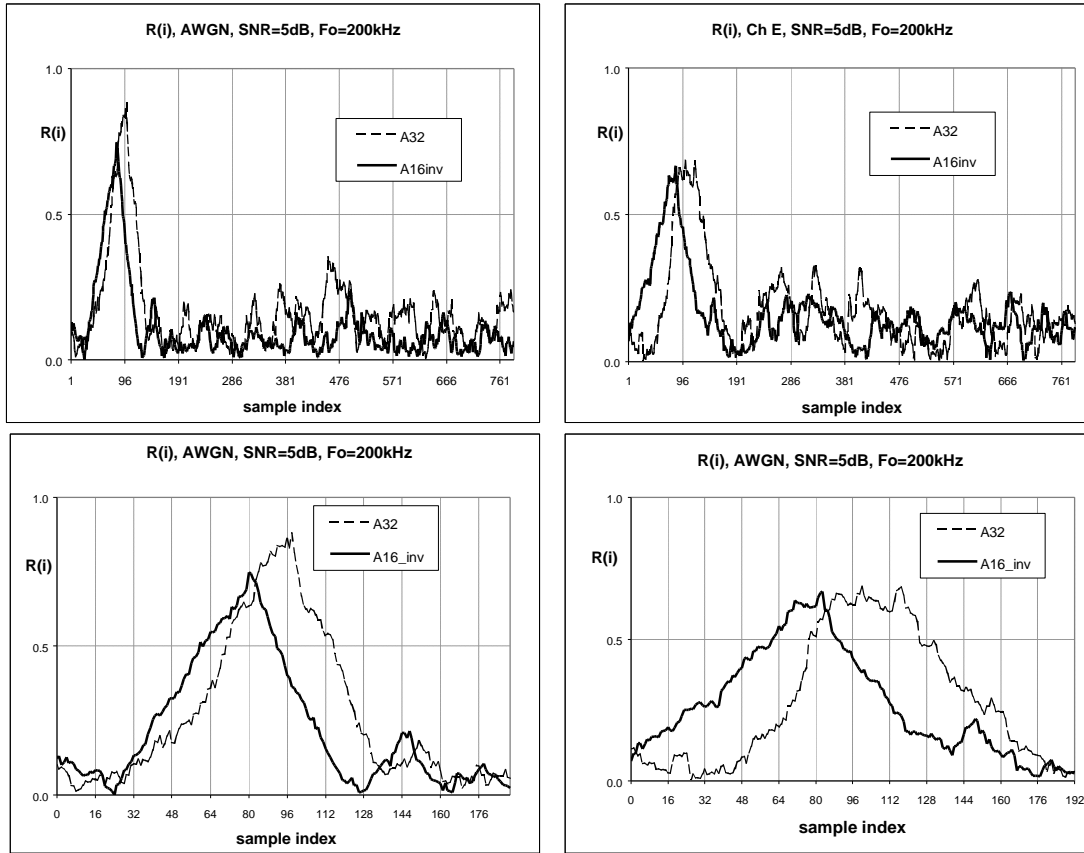 R(i), AWGN, SNR=5dB, Fo=200kHz
1.0
R(i)
A32
A16inv
0.5
0.0
1 96 191 286 381 476 571 666 761
sample index
R(i), Ch E, SNR=5dB, Fo=200kHz
1.0
R(i)
A32
A16inv
0.5
0.0
1 96 191 286 381 476 571 666 761
sample index
R(i), AWGN, SNR=5dB, Fo=200kHz
1.0
A32
A16_inv
R(i)
0.5
0.0
0 16 32 48 64 80 96 112 128 144 160 176
sample index
R(i), AWGN, SNR=5dB, Fo=200kHz
1.0
A32
R(i)
A16_inv
0.5
0.0
0 16 32 48 64 80 96 112 128 144 160 176 192
sample index